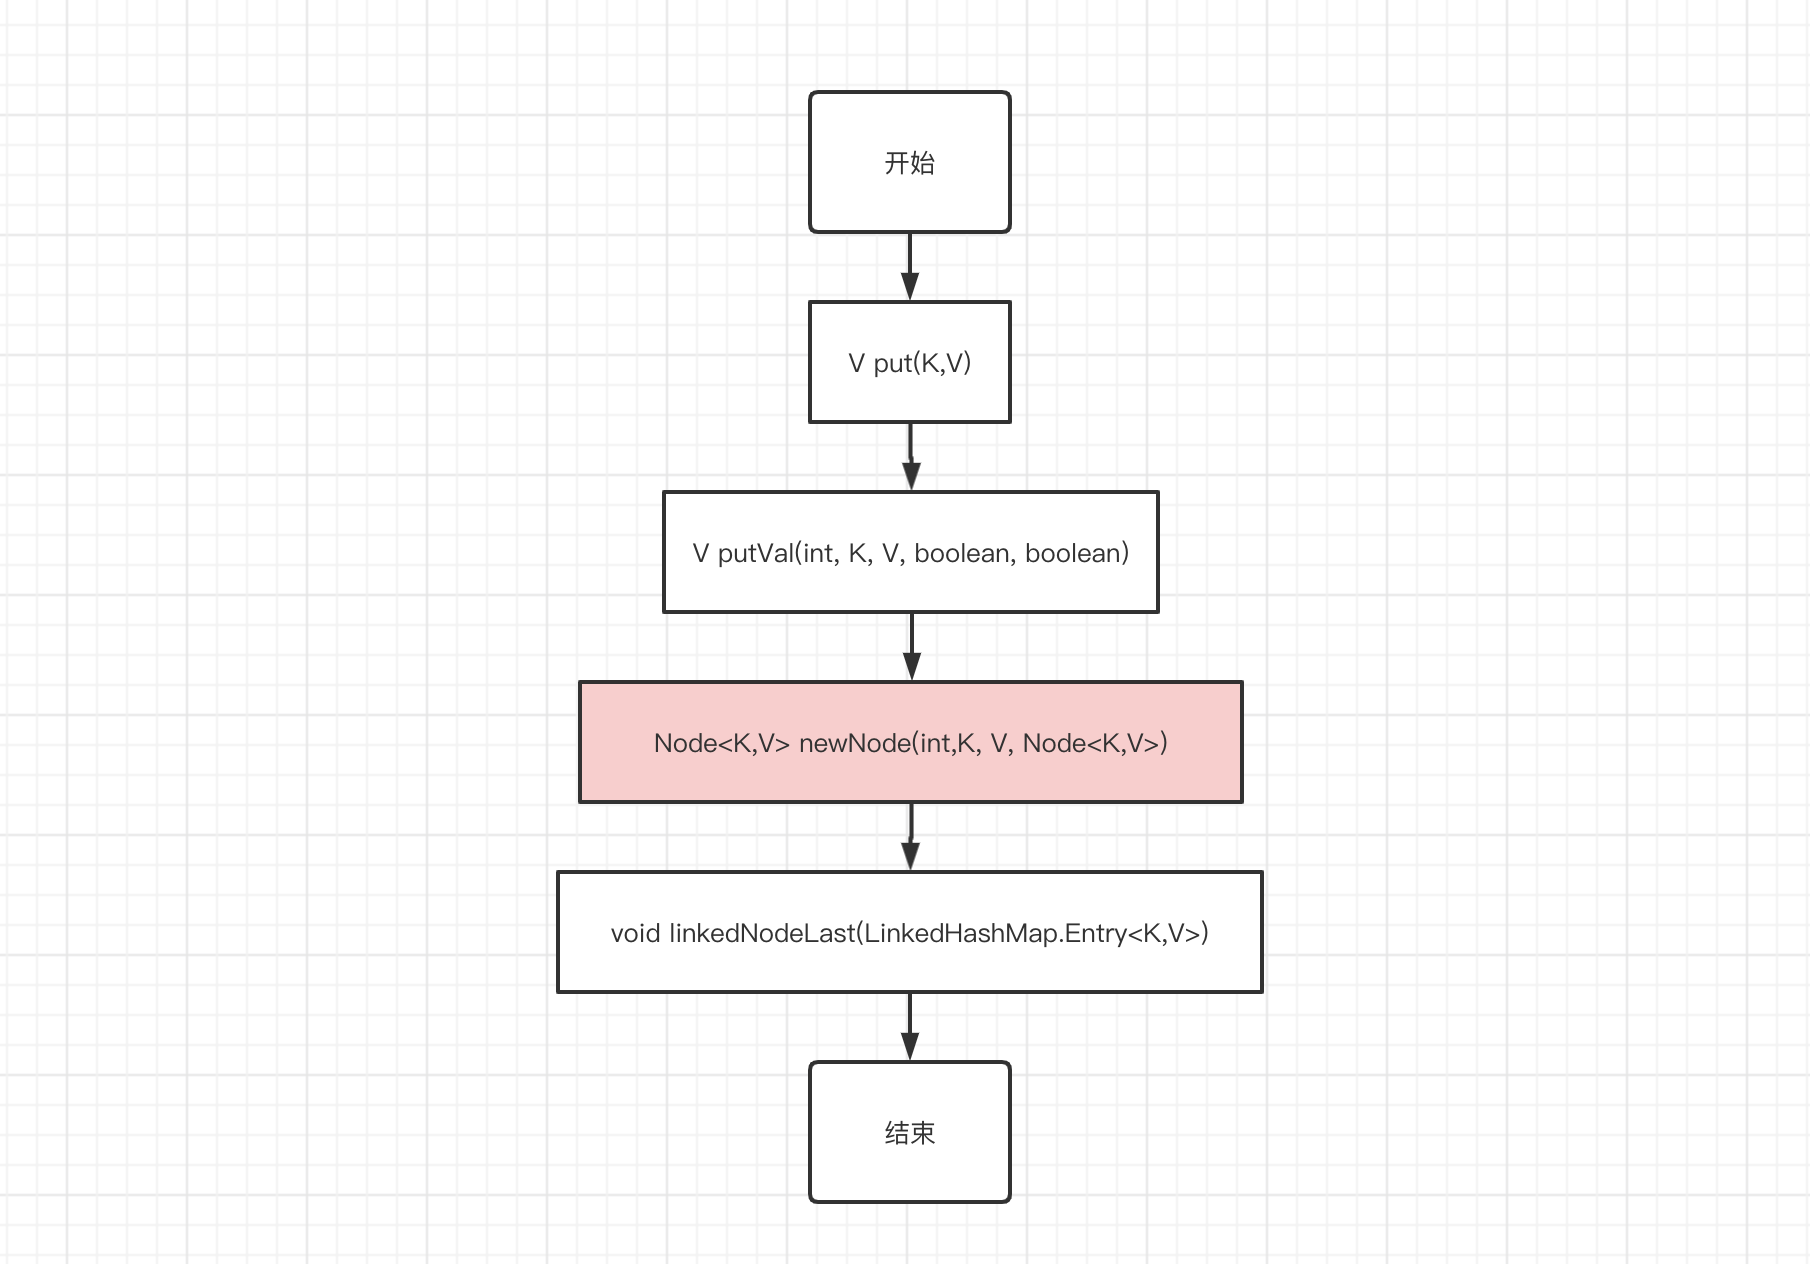 开始
V put(K,V)
V putVal(int, K, V, boolean, boolean)
Node<K,V> newNode(int,K, V, Node<K,V>)
void linkedNodeLast(LinkedHashMap.Entry<K,V>)
结束